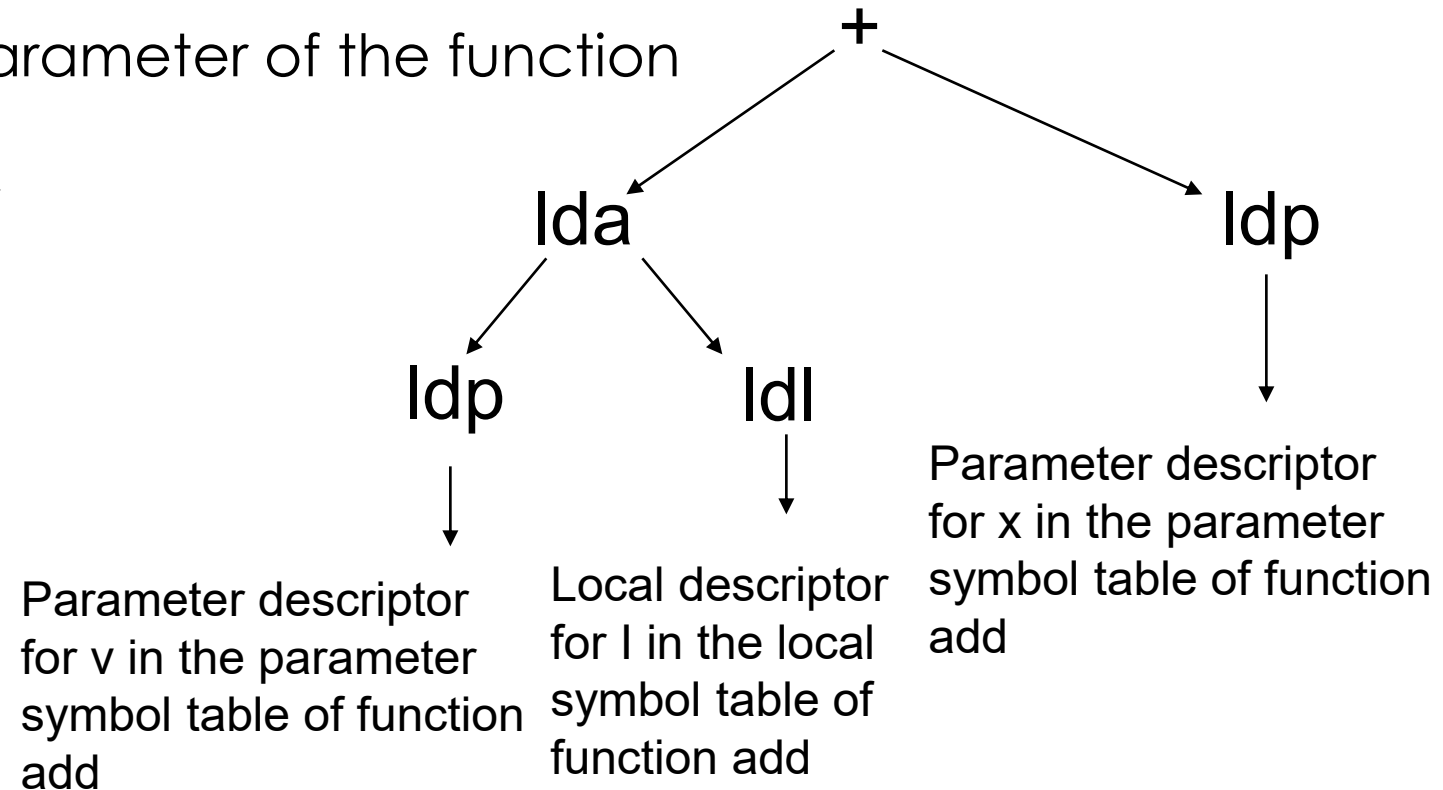 +
arameter of the function
lda
ldp
ldp
ldl
Parameter descriptor
for v in the parameter
symbol table of function
add
Local descriptor
for I in the local
symbol table of
function add
Parameter descriptor
for x in the parameter
symbol table of function
add